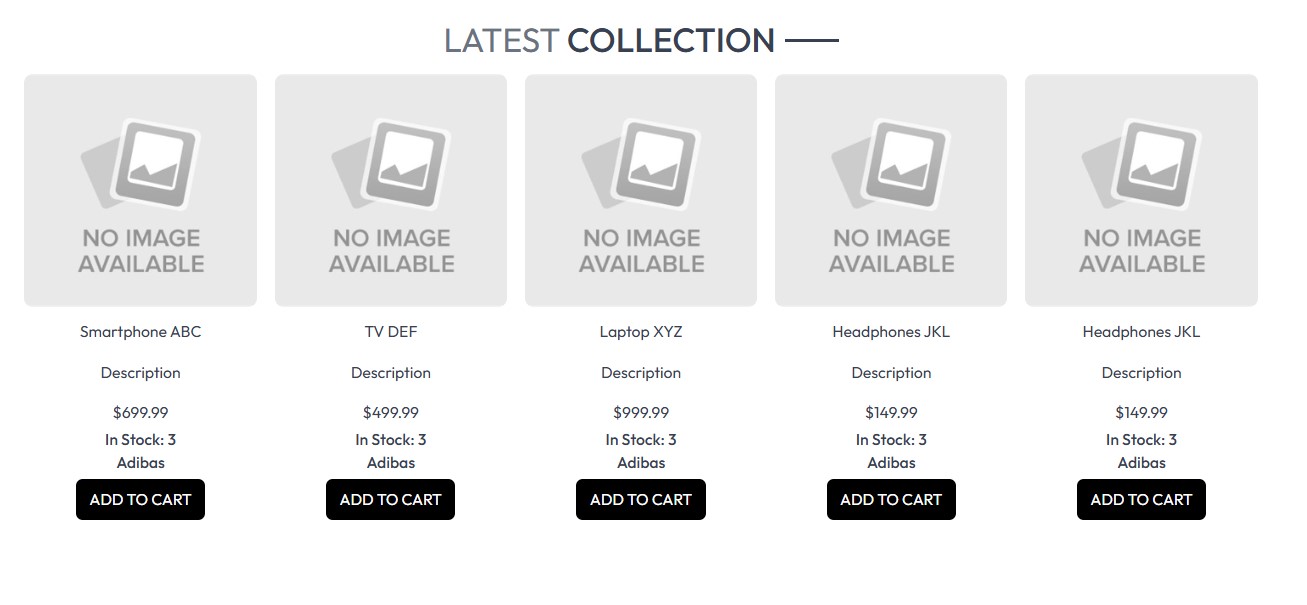 LATEST COLLECTION
NO IMAGE
AVAILABLE
NO IMAGE
AVAILABLE
NO IMAGE
AVAILABLE
NO IMAGE
AVAILABLE
NO IMAGE
AVAILABLE
Smartphone ABC
Description
$699.99
In Stock: 3
Adibas
ADD TO CART
TV DEF
Description
$499.99
In Stock: 3
Adibas
ADD TO CART
Laptop XYZ
Description
$999.99
In Stock: 3
Adibas
ADD TO CART
Headphones JKL
Description
$149.99
In Stock: 3
Adibas
ADD TO CART
Headphones JKL
Description
$149.99
In Stock: 3
Adibas
ADD TO CART